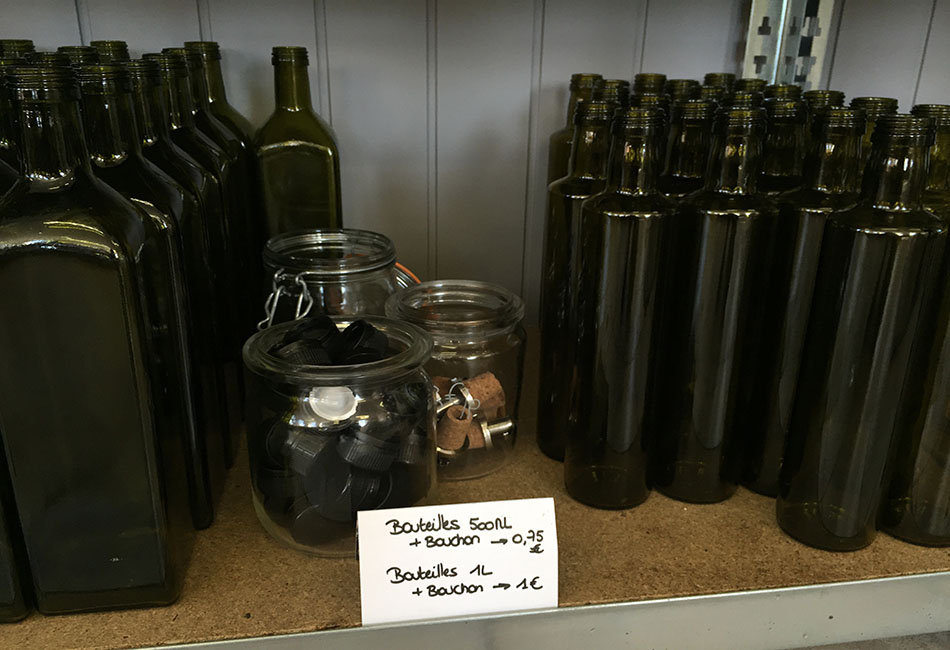 Bouteilles 500mL
+ Bouchon → 0,75
€
Bouteilles 1L
+ Bouchon → 1€